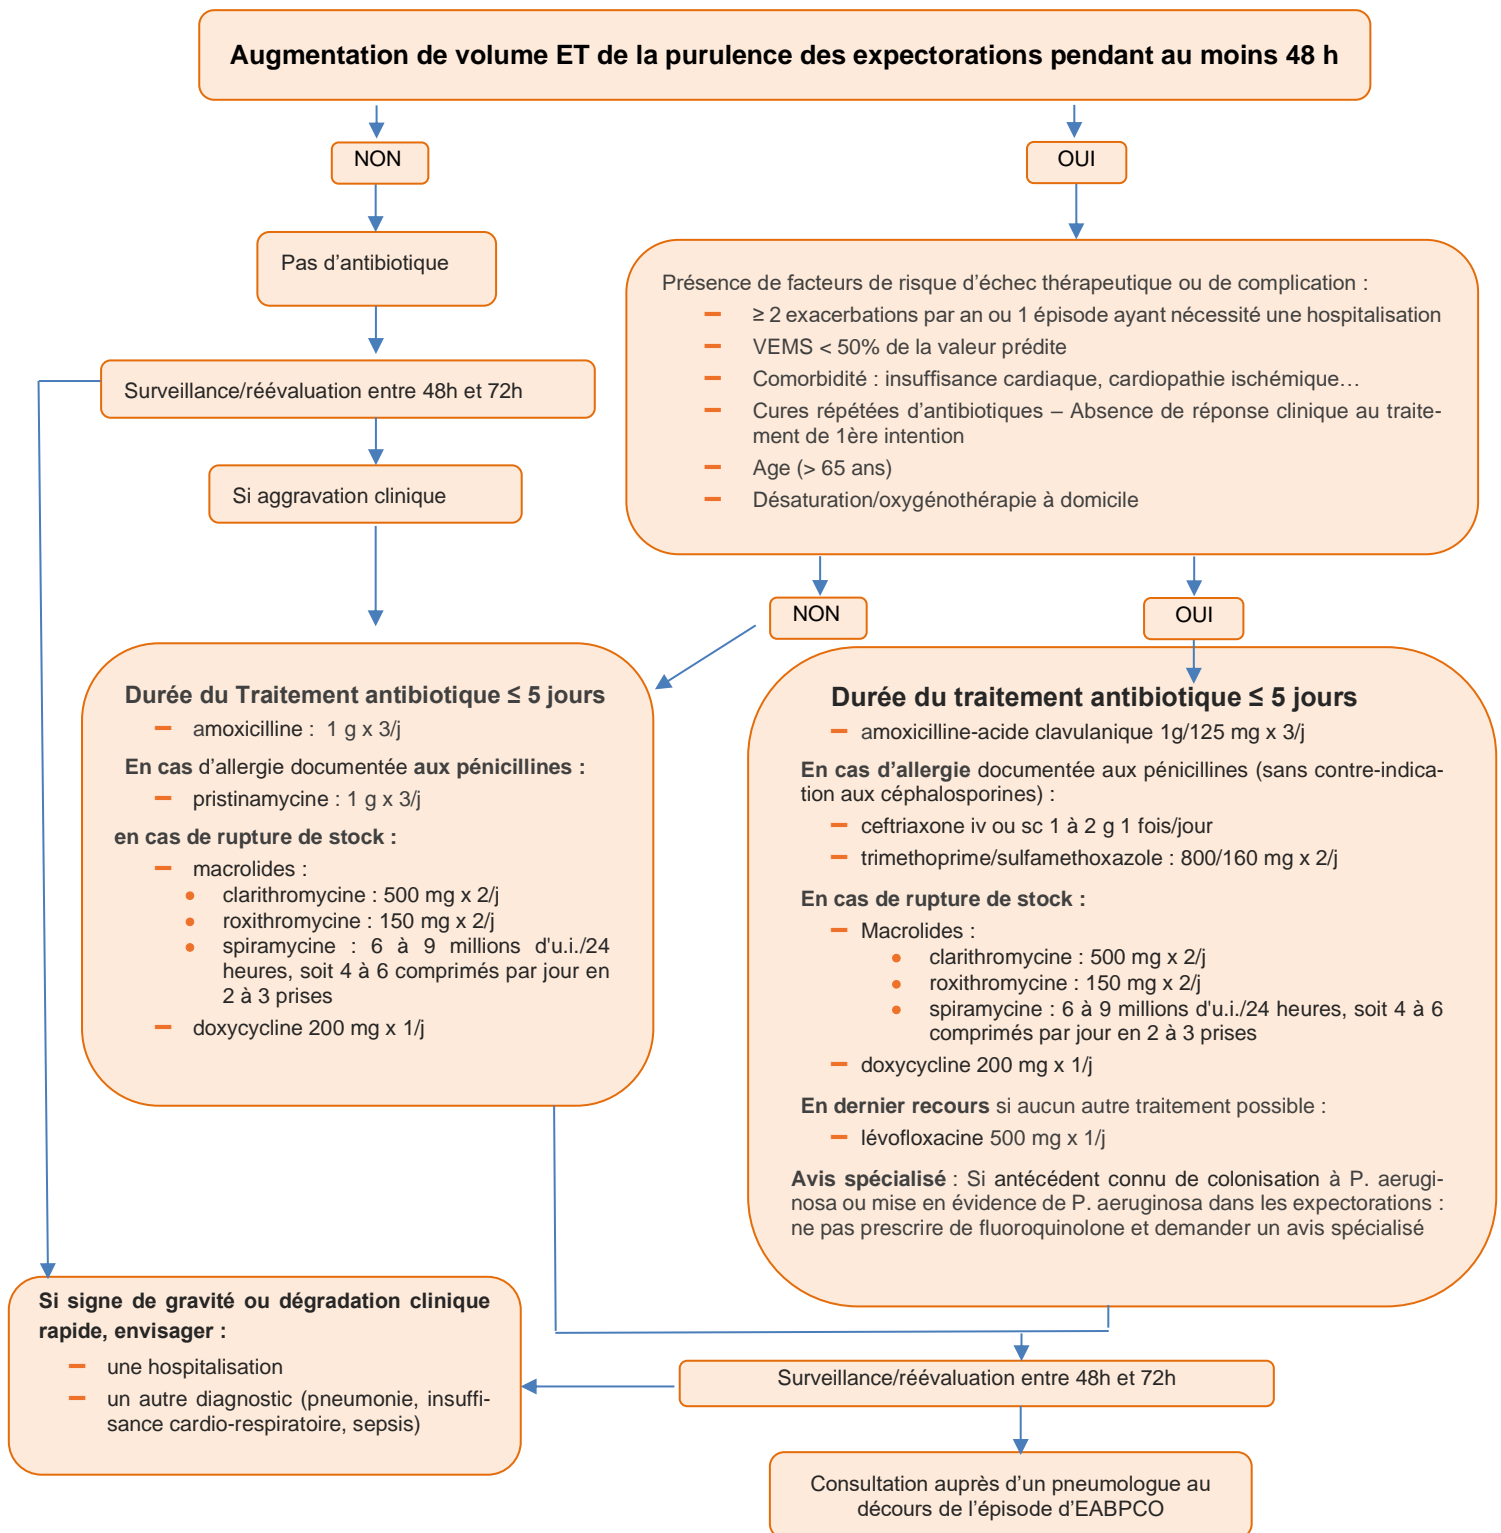 Augmentation de volume ET de la purulence des expectorations pendant au moins 48 h
NON
OUI
Pas d’antibiotique
Surveillance/réévaluation entre 48h et 72h
Si aggravation clinique
Présence de facteurs de risque d’échec thérapeutique ou de complication :
– ≥ 2 exacerbations par an ou 1 épisode ayant nécessité une hospitalisation
– VEMS < 50% de la valeur prédite
– Comorbidité : insuffisance cardiaque, cardiopathie ischémique…
– Cures répétées d’antibiotiques – Absence de réponse clinique au traite-
ment de 1ère intention
– Age (> 65 ans)
– Désaturation/oxygénothérapie à domicile
NON
OUI
Durée du Traitement antibiotique ≤ 5 jours
– amoxicilline : 1 g x 3/j
En cas d’allergie documentée aux pénicillines :
– pristinamycine : 1 g x 3/j
en cas de rupture de stock :
– macrolides :
• clarithromycine : 500 mg x 2/j
• roxithromycine : 150 mg x 2/j
• spiramycine : 6 à 9 millions d'u.i./24
heures, soit 4 à 6 comprimés par jour en
2 à 3 prises
– doxycycline 200 mg x 1/j
Durée du traitement antibiotique ≤ 5 jours
– amoxicilline-acide clavulanique 1g/125 mg x 3/j
En cas d’allergie documentée aux pénicillines (sans contre-indica-
tion aux céphalosporines) :
– ceftriaxone iv ou sc 1 à 2 g 1 fois/jour
– trimethoprime/sulfamethoxazole : 800/160 mg x 2/j
En cas de rupture de stock :
– Macrolides :
• clarithromycine : 500 mg x 2/j
• roxithromycine : 150 mg x 2/j
• spiramycine : 6 à 9 millions d'u.i./24 heures, soit 4 à 6
comprimés par jour en 2 à 3 prises
– doxycycline 200 mg x 1/j
En dernier recours si aucun autre traitement possible :
– lévofloxacine 500 mg x 1/j
Avis spécialisé : Si antécédent connu de colonisation à P. aerugi-
nosa ou mise en évidence de P. aeruginosa dans les expectorations :
ne pas prescrire de fluoroquinolone et demander un avis spécialisé
Si signe de gravité ou dégradation clinique
rapide, envisager :
– une hospitalisation
– un autre diagnostic (pneumonie, insuffi-
sance cardio-respiratoire, sepsis)
Surveillance/réévaluation entre 48h et 72h
Consultation auprès d’un pneumologue au
décours de l’épisode d’EABPCO